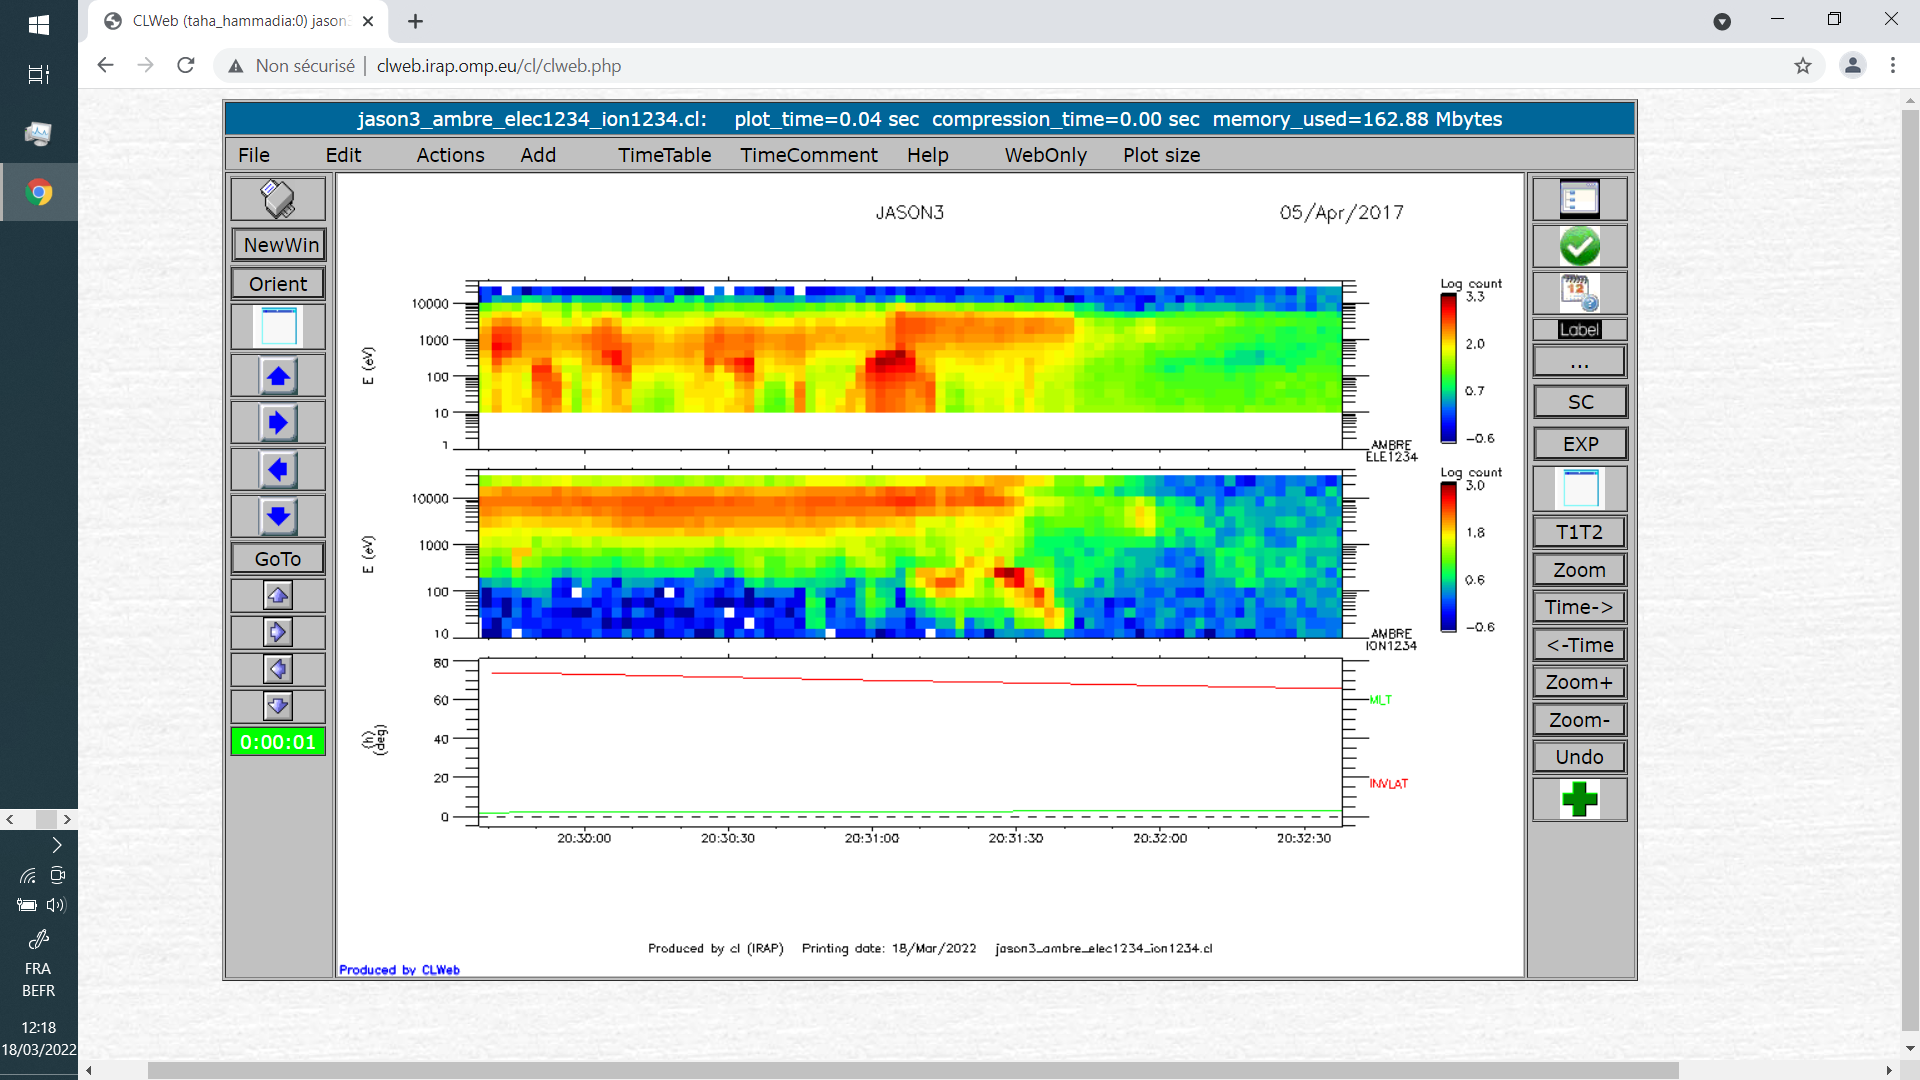 CLWeb (taha_hammadia:0) jason3
Non sécurisé | clweb.irap.omp.eu/cl/clweb.php
jason3_ambre_elec1234_ion1234.cl: plot_time=0.04 sec compression_time=0.00 sec memory_used=162.88 Mbytes
File Edit Actions Add TimeTable TimeComment Help WebOnly Plot size
NewWin
Orient
GoTo
0:00:01
JASON3 05/Apr/2017
E (eV)
10000
1000
100
10
1
Log count
3.3
2.0
0.7
-0.6
AMBRE
ELE1234
E (eV)
10000
1000
100
10
Log count
3.0
1.8
0.6
-0.6
AMBRE
ION1234
(h)
(deg)
80
60
40
20
0
MLT
INVLAT
20:30:00 20:30:30 20:31:00 20:31:30 20:32:00 20:32:30
Produced by cl (IRAP) Printing date: 18/Mar/2022 jason3_ambre_elec1234_ion1234.cl
Produced by CLWeb
12
Label
...
SC
EXP
T1T2
Zoom
Time->
<-Time
Zoom+
Zoom-
Undo
FRA
BEFR
12:18
18/03/2022